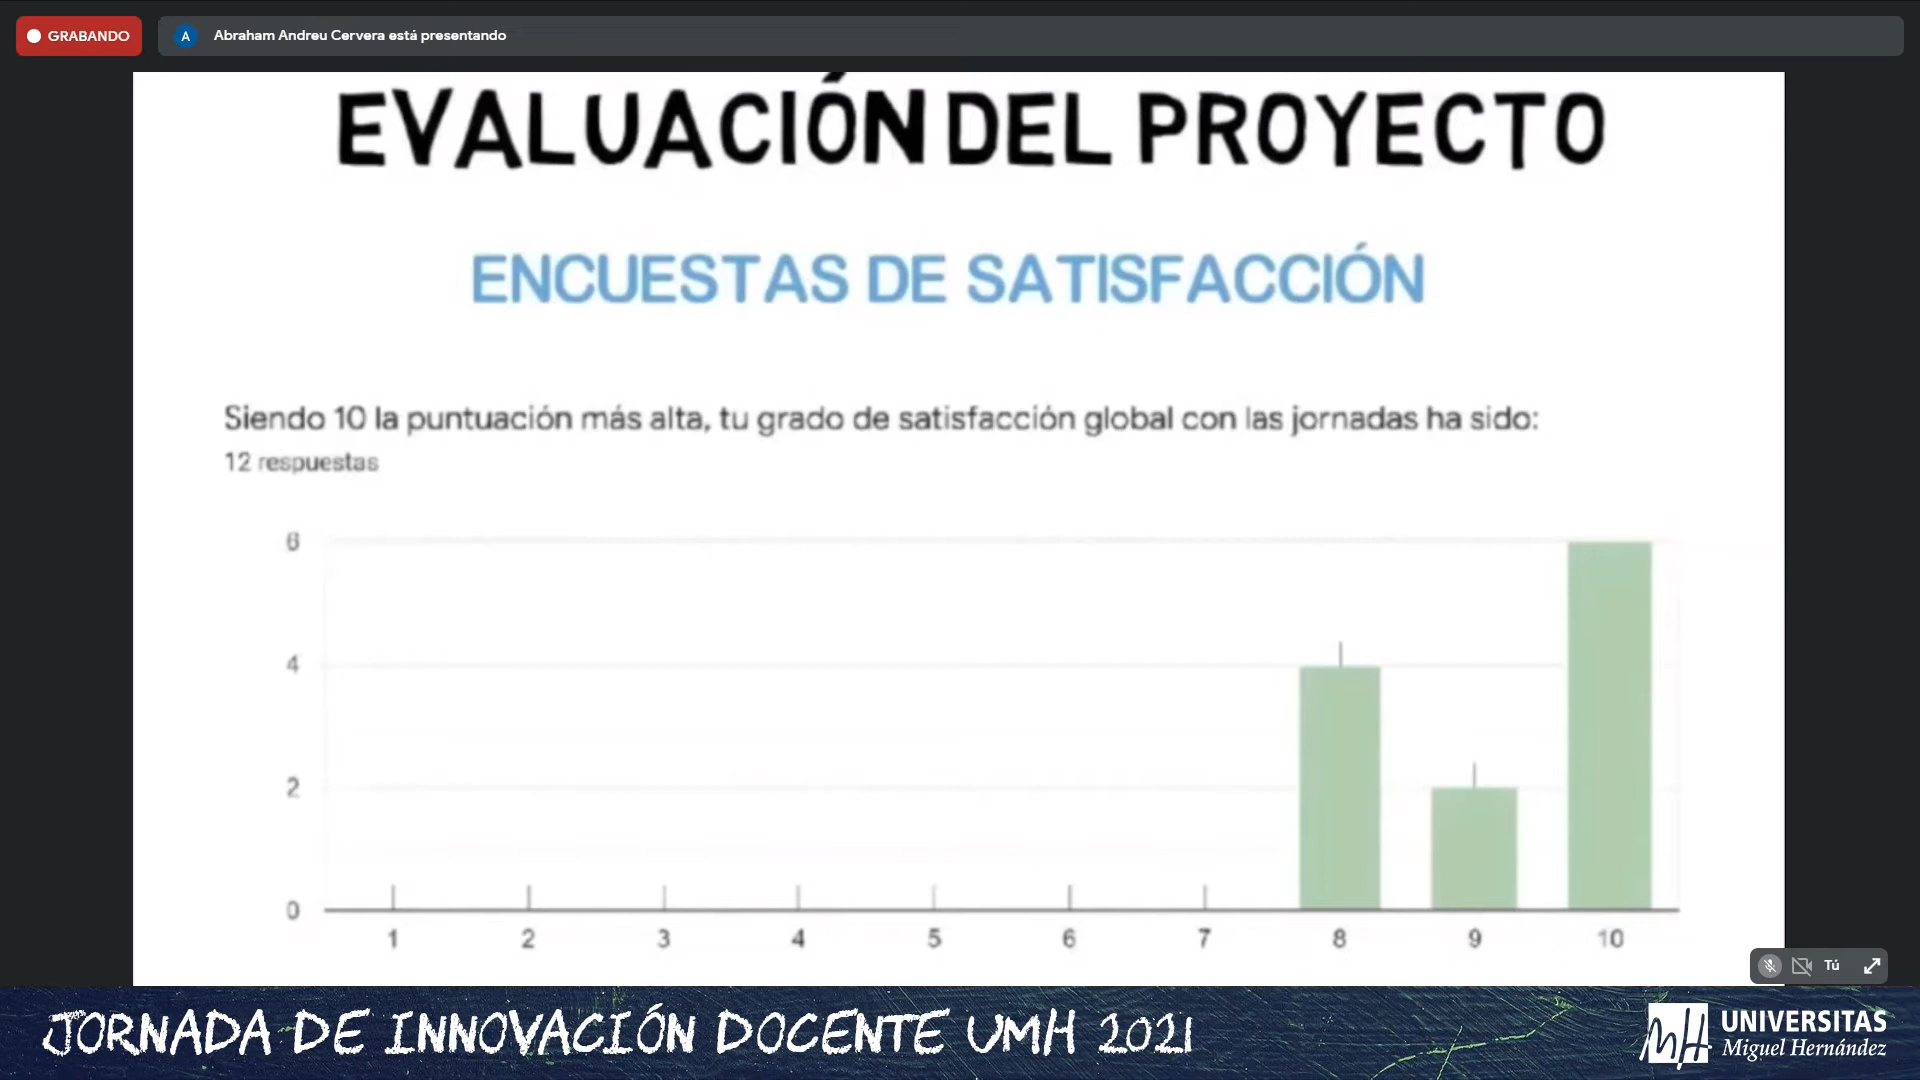 GRABANDO
A Abraham Andreu Cervera está presentando
EVALUACIÓN DEL PROYECTO
ENCUESTAS DE SATISFACCIÓN
Siendo 10 la puntuación más alta, tu grado de satisfacción global con las jornadas ha sido:
12 respuestas
6
4
2
0
1 2 3 4 5 6 7 8 9 10
Tú
JORNADA DE INNOVACIÓN DOCENTE UMH 2021
UNIVERSITAS
Miguel Hernández